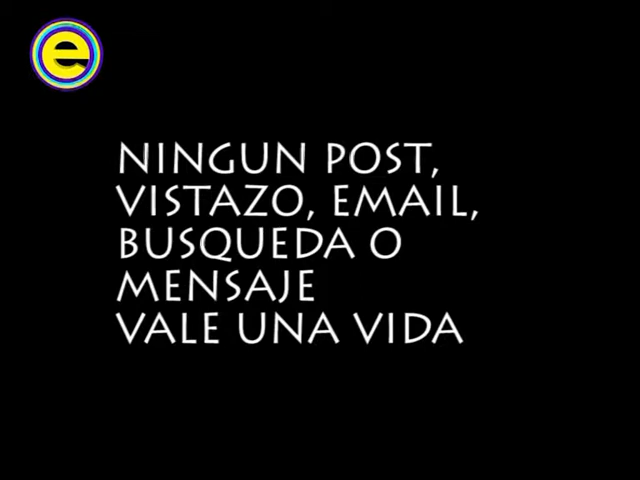 e
NINGUN POST,
VISTAZO, EMAIL,
BUSQUEDA O
MENSAJE
VALE UNA VIDA